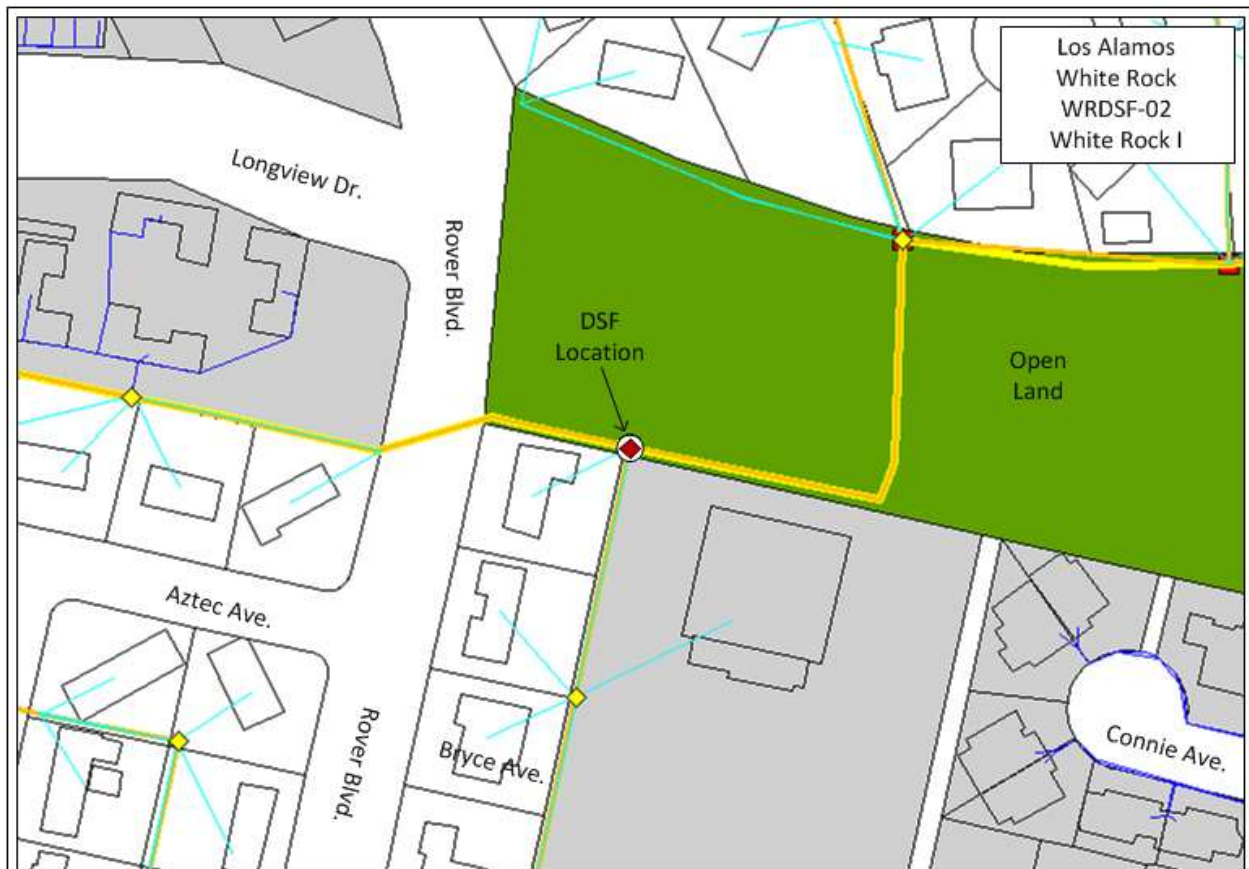 Los Alamos
White Rock
WRDSF-02
White Rock I
Longview Dr.
Rover Blvd.
DSF
Location
Open
Land
Aztec Ave.
Rover Blvd.
Bryce Ave.
Connie Ave.